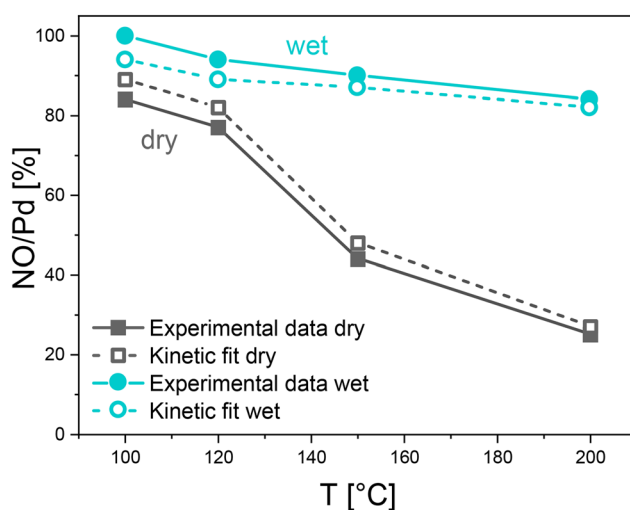 100
80
60
40
20
0
NO/Pd [%]
wet
dry
Experimental data dry
Kinetic fit dry
Experimental data wet
Kinetic fit wet
100 120 140 160 180 200
T [°C]